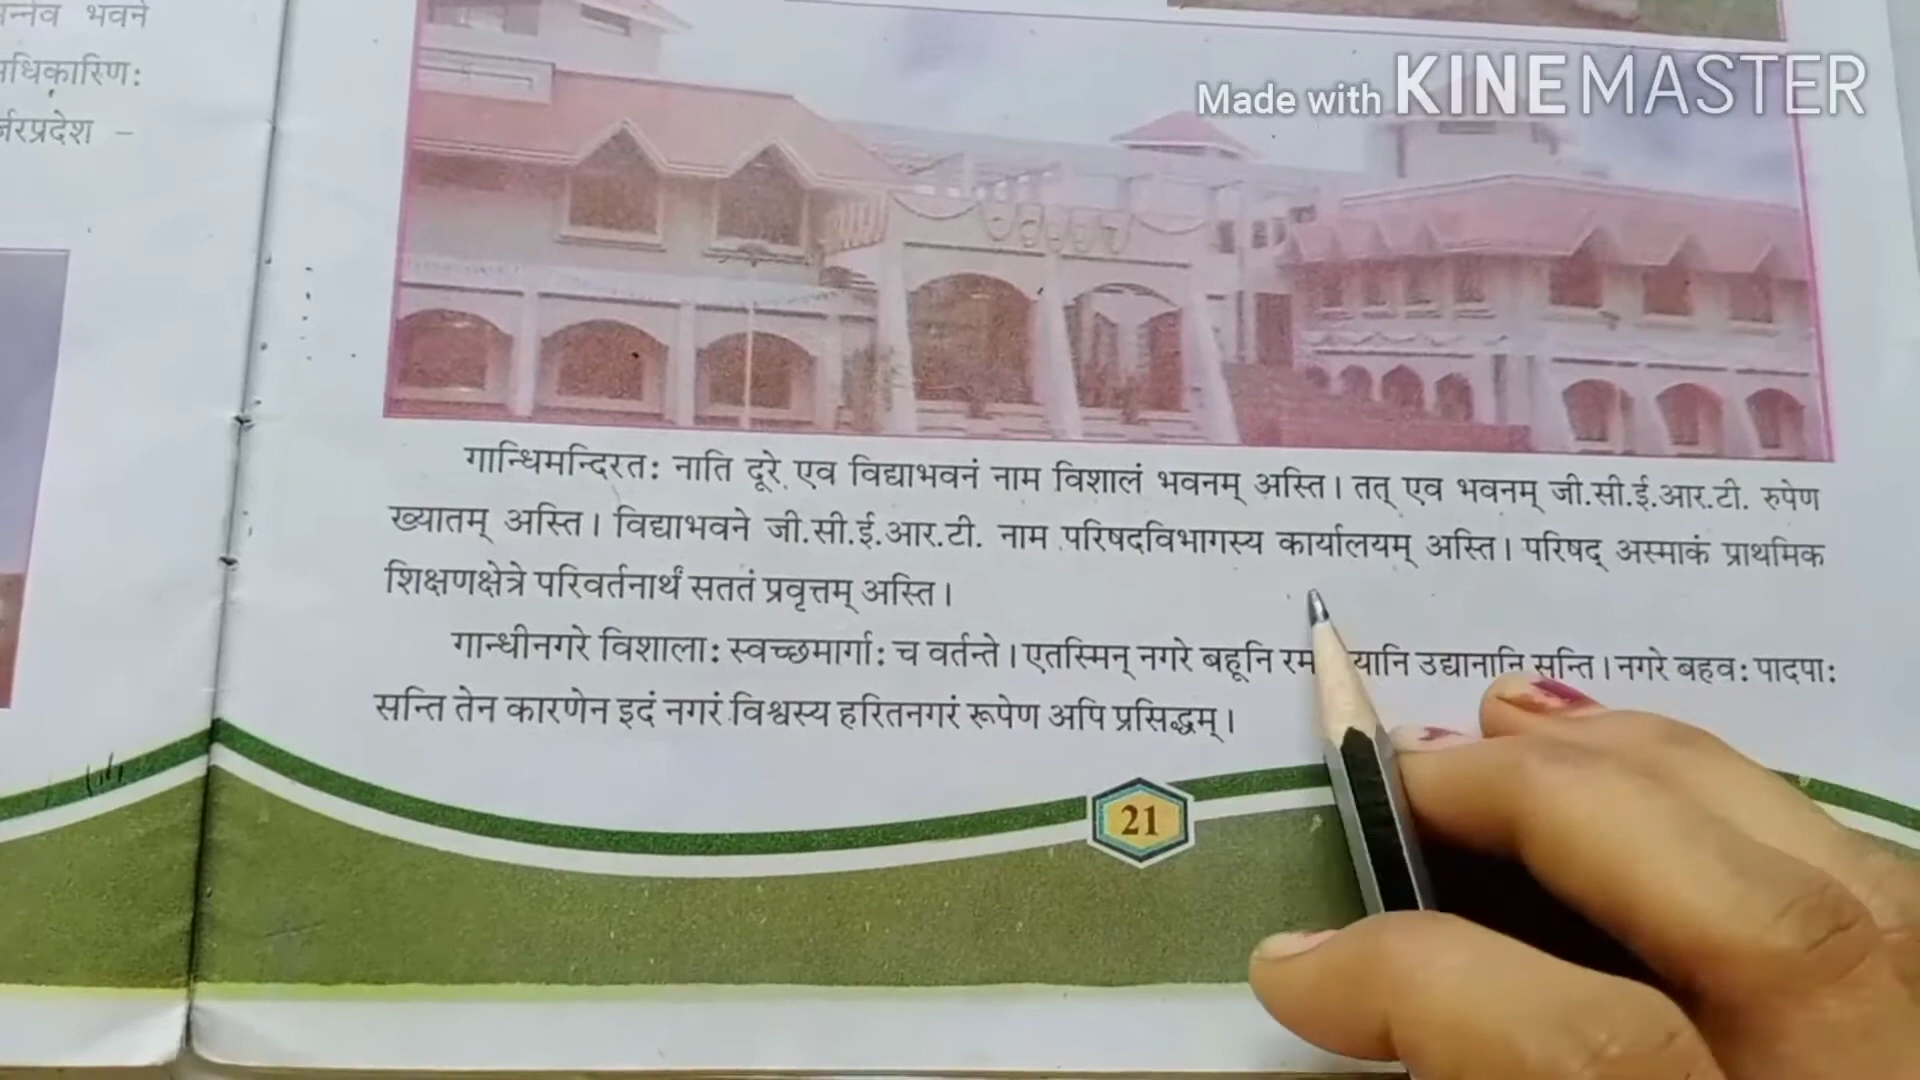 भवने
Made with KINEMASTER
गान्धिमन्दिरतः नाति दूरे एव विद्याभवनं नाम विशालं भवनम् अस्ति। तत् एव भवनम् जी.सी.ई.आर.टी. रुपेण
ख्यातम् अस्ति। विद्याभवने जी.सी.ई.आर.टी. नाम परिषदविभागस्य कार्यालयम् अस्ति। परिषद् अस्माकं प्राथमिक
शिक्षणक्षेत्रे परिवर्तनार्थं सततं प्रवृत्तम् अस्ति।
गान्धीनगरे विशालाः स्वच्छमार्गाः च वर्तन्ते। एतस्मिन् नगरे बहूनि उद्यानानि सन्ति। नगरे बहवः पादपाः
सन्ति तेन कारणेन इदं नगरं विश्वस्य हरितनगरं रूपेण अपि प्रसिद्धम्।
21